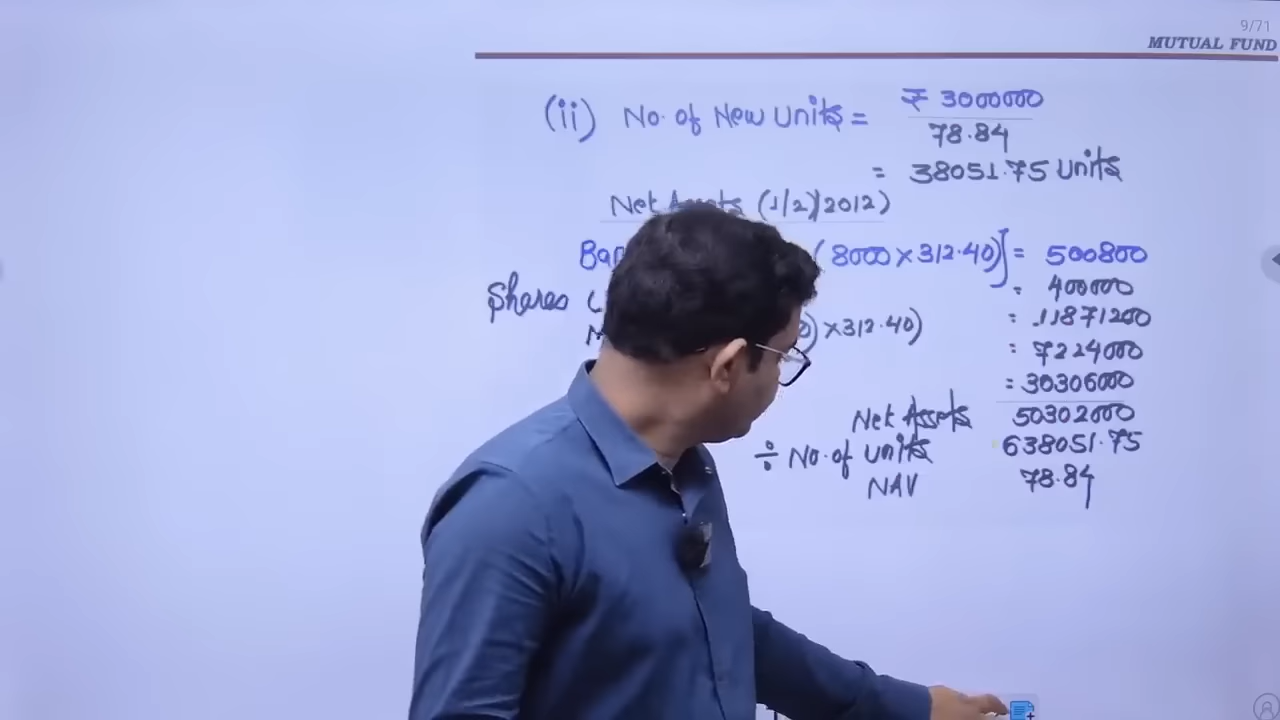 9/71
MUTUAL FUND
(ii) No. of New Units = ₹ 3000000
78.84
= 38051.75 Units
Net Assets (1/2/2012)
(8000 × 312.40)] = 500800
Shares ( = 400000
× 312.40) = 11871200
= 7224000
= 30306000
Net Assets 50302000
÷ No. of Units 638051.75
NAV 78.84